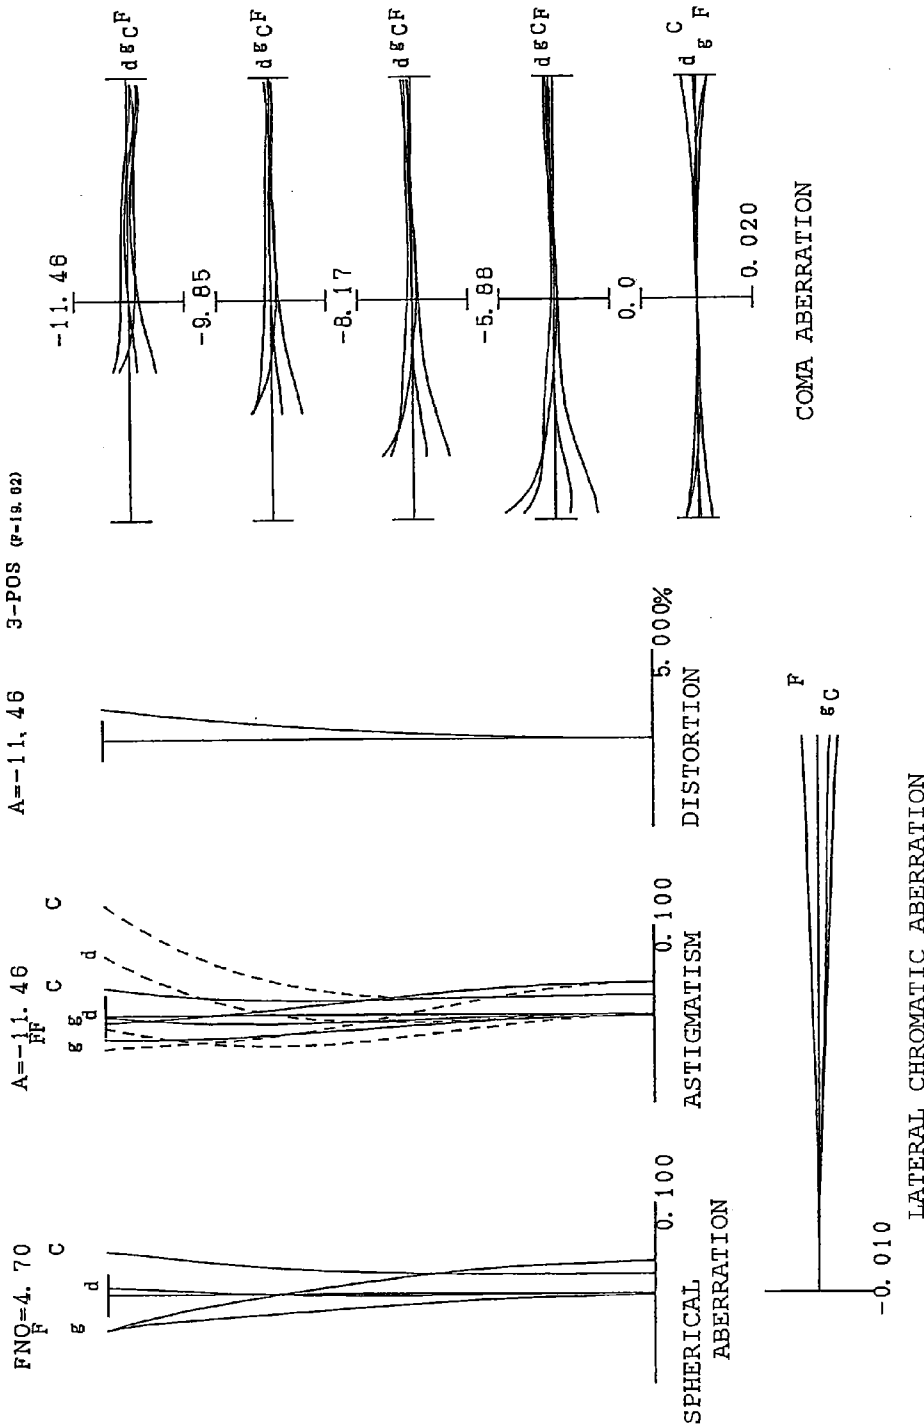 FNO=4. 70
F
g
d
C
0. 100
SPHERICAL
ABERRATION
A=-11. 46
FF
g
g
d
C
d
C
0. 100
ASTIGMATISM
A=-11. 46
5. 000%
DISTORTION
3-POS (F=19. 62)
-11. 46
d g C F
-9. 85
d g C F
-8. 17
d g C F
-5. 88
d g C F
0. 0
d g C F
0. 020
COMA ABERRATION
-0. 010
F
g C
LATERAL CHROMATIC ABERRATION